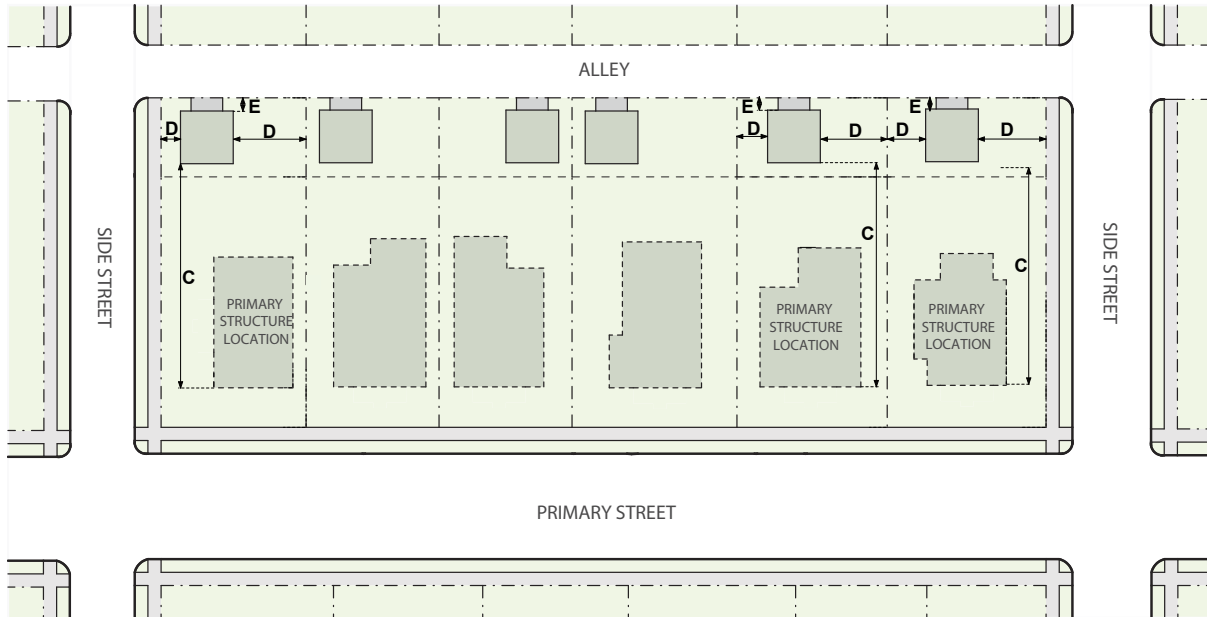 ALLEY
E
E
E
D
D
D
D
D
D
C
C
C
SIDE STREET
SIDE STREET
PRIMARY
STRUCTURE
LOCATION
PRIMARY
STRUCTURE
LOCATION
PRIMARY
STRUCTURE
LOCATION
PRIMARY STREET